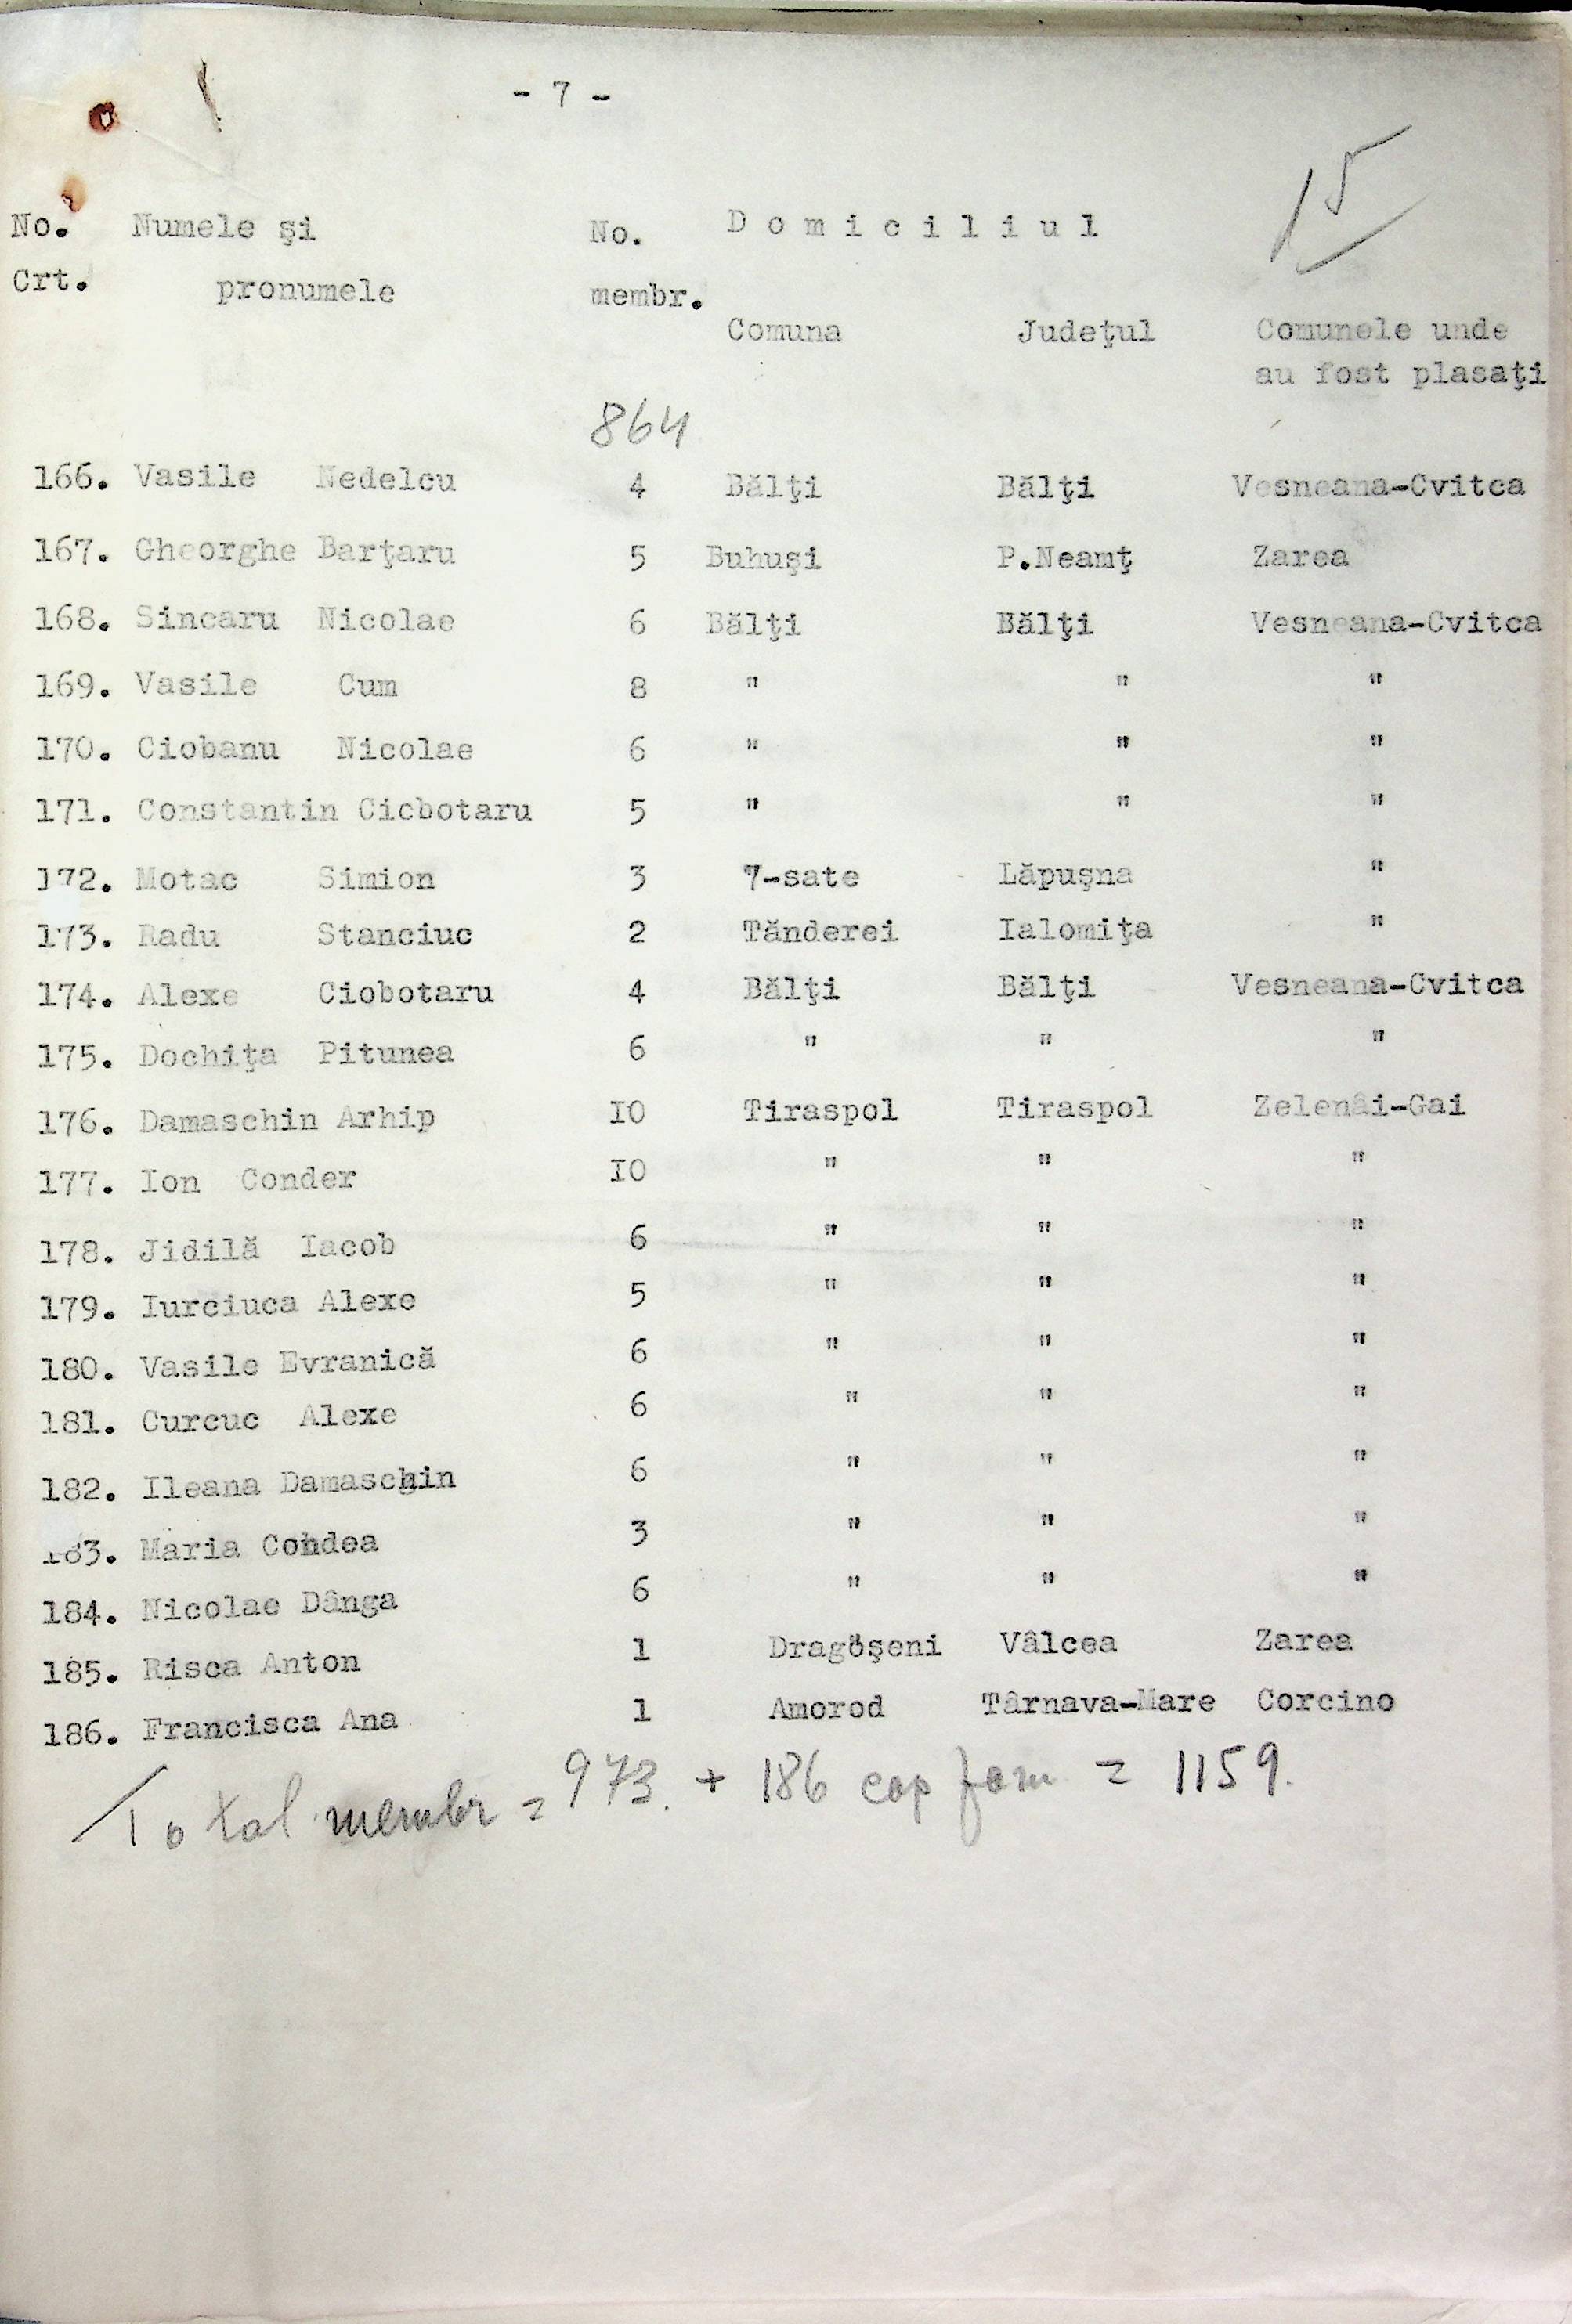 - 7 -
15
No. Numele şi No. D o m i c i l i u l
Crt. pronumele membr.
Comuna Judeţul Comunele unde
au fost plasaţi
864
166. Vasile Nedelcu 4 Bălţi Bălţi Vesneana-Cvitca
167. Gheorghe Barţaru 5 Buhuşi P.Neamţ Zarea
168. Sincaru Nicolae 6 Bălţi Bălţi Vesneana-Cvitca
169. Vasile Cum 8 " " "
170. Ciobanu Nicolae 6 " " "
171. Constantin Ciobotaru 5 " " "
172. Motac Simion 3 7-sate Lăpuşna "
173. Radu Stanciuc 2 Tănderei Ialomiţa "
174. Alexe Ciobotaru 4 Bălţi Bălţi Vesneana-Cvitca
175. Dochiţa Pitunea 6 " " "
176. Damaschin Arhip IO Tiraspol Tiraspol Zelenâi-Gai
177. Ion Conder IO " " "
178. Jidilă Iacob 6 " " "
179. Iurciuca Alexe 5 " " "
180. Vasile Evranică 6 " " "
181. Curcuc Alexe 6 " " "
182. Ileana Damaschin 6 " " "
183. Maria Condea 3 " " "
184. Nicolae Dânga 6 " " "
185. Risca Anton 1 Dragoşeni Vâlcea Zarea
186. Francisca Ana 1 Amorod Târnava-Mare Corcino
Total membr = 973. + 186 cap fam = 1159.